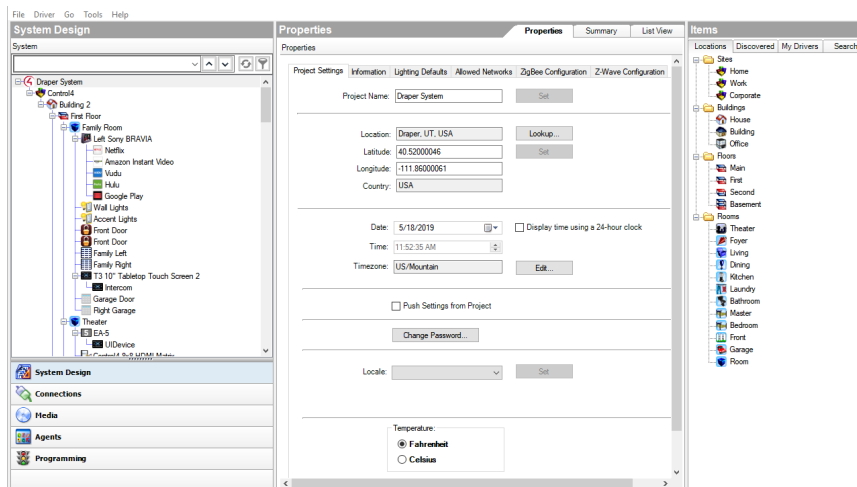 File Driver Go Tools Help
System Design
System
Draper System
Control4
Building 2
First Floor
Family Room
Left Sony BRAVIA
Netflix
Amazon Instant Video
Vudu
Hulu
Google Play
Wall Lights
Accent Lights
Front Door
Front Door
Family Left
Family Right
T3 10" Tabletop Touch Screen 2
Intercom
Garage Door
Right Garage
Theater
EA-5
UIDevice
Control4 8x8 HDMI Matrix
System Design
Connections
Media
Agents
Programming
Properties
Properties Summary List View
Properties
Project Settings Information Lighting Defaults Allowed Networks ZigBee Configuration Z-Wave Configuration
Project Name: Draper System Set
Location: Draper, UT, USA Lookup...
Latitude: 40.52000046 Set
Longitude: -111.86000061
Country: USA
Date: 5/18/2019 Display time using a 24-hour clock
Time: 11:52:35 AM
Timezone: US/Mountain Edit...
Push Settings from Project
Change Password...
Locale: Set
Temperature:
Fahrenheit
Celsius
Items
Locations Discovered My Drivers Search
Sites
Home
Work
Corporate
Buildings
House
Building
Office
Floors
Main
First
Second
Basement
Rooms
Theater
Foyer
Living
Dining
Kitchen
Laundry
Bathroom
Master
Bedroom
Front
Garage
Room